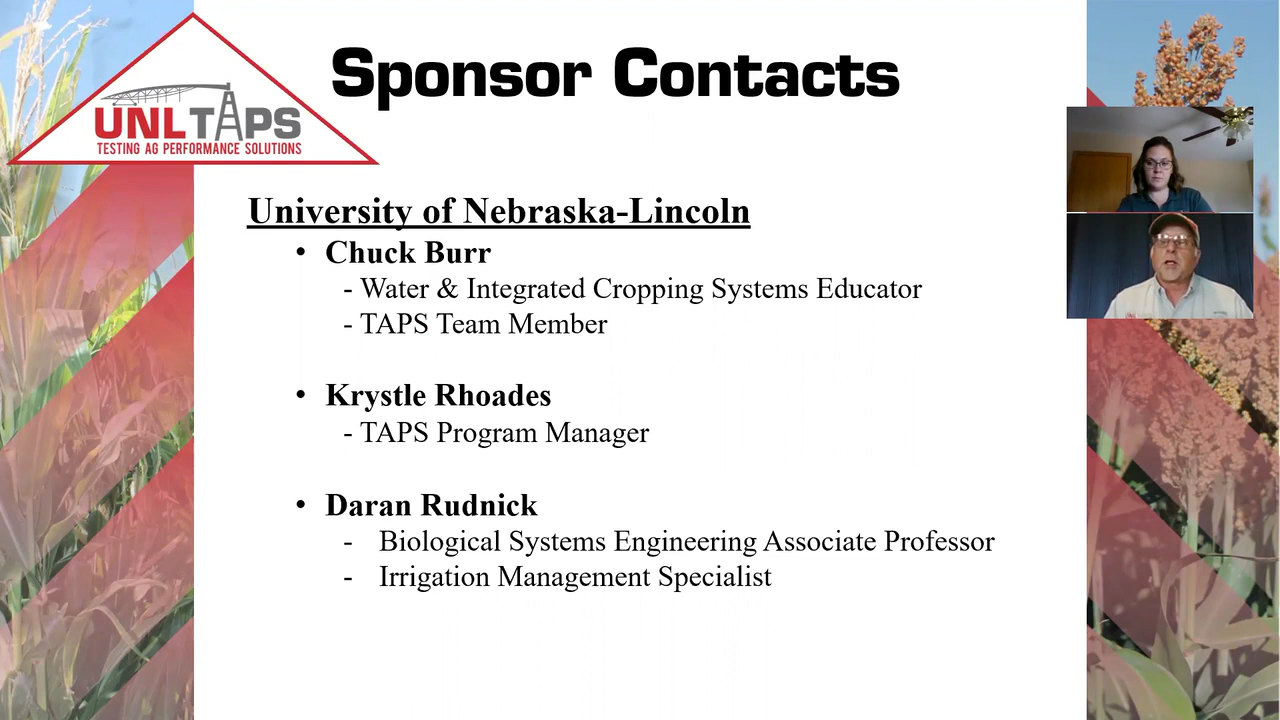 Sponsor Contacts
UNLTAPS
TESTING AG PERFORMANCE SOLUTIONS
University of Nebraska-Lincoln
• Chuck Burr
- Water & Integrated Cropping Systems Educator
- TAPS Team Member
• Krystle Rhoades
- TAPS Program Manager
• Daran Rudnick
- Biological Systems Engineering Associate Professor
- Irrigation Management Specialist